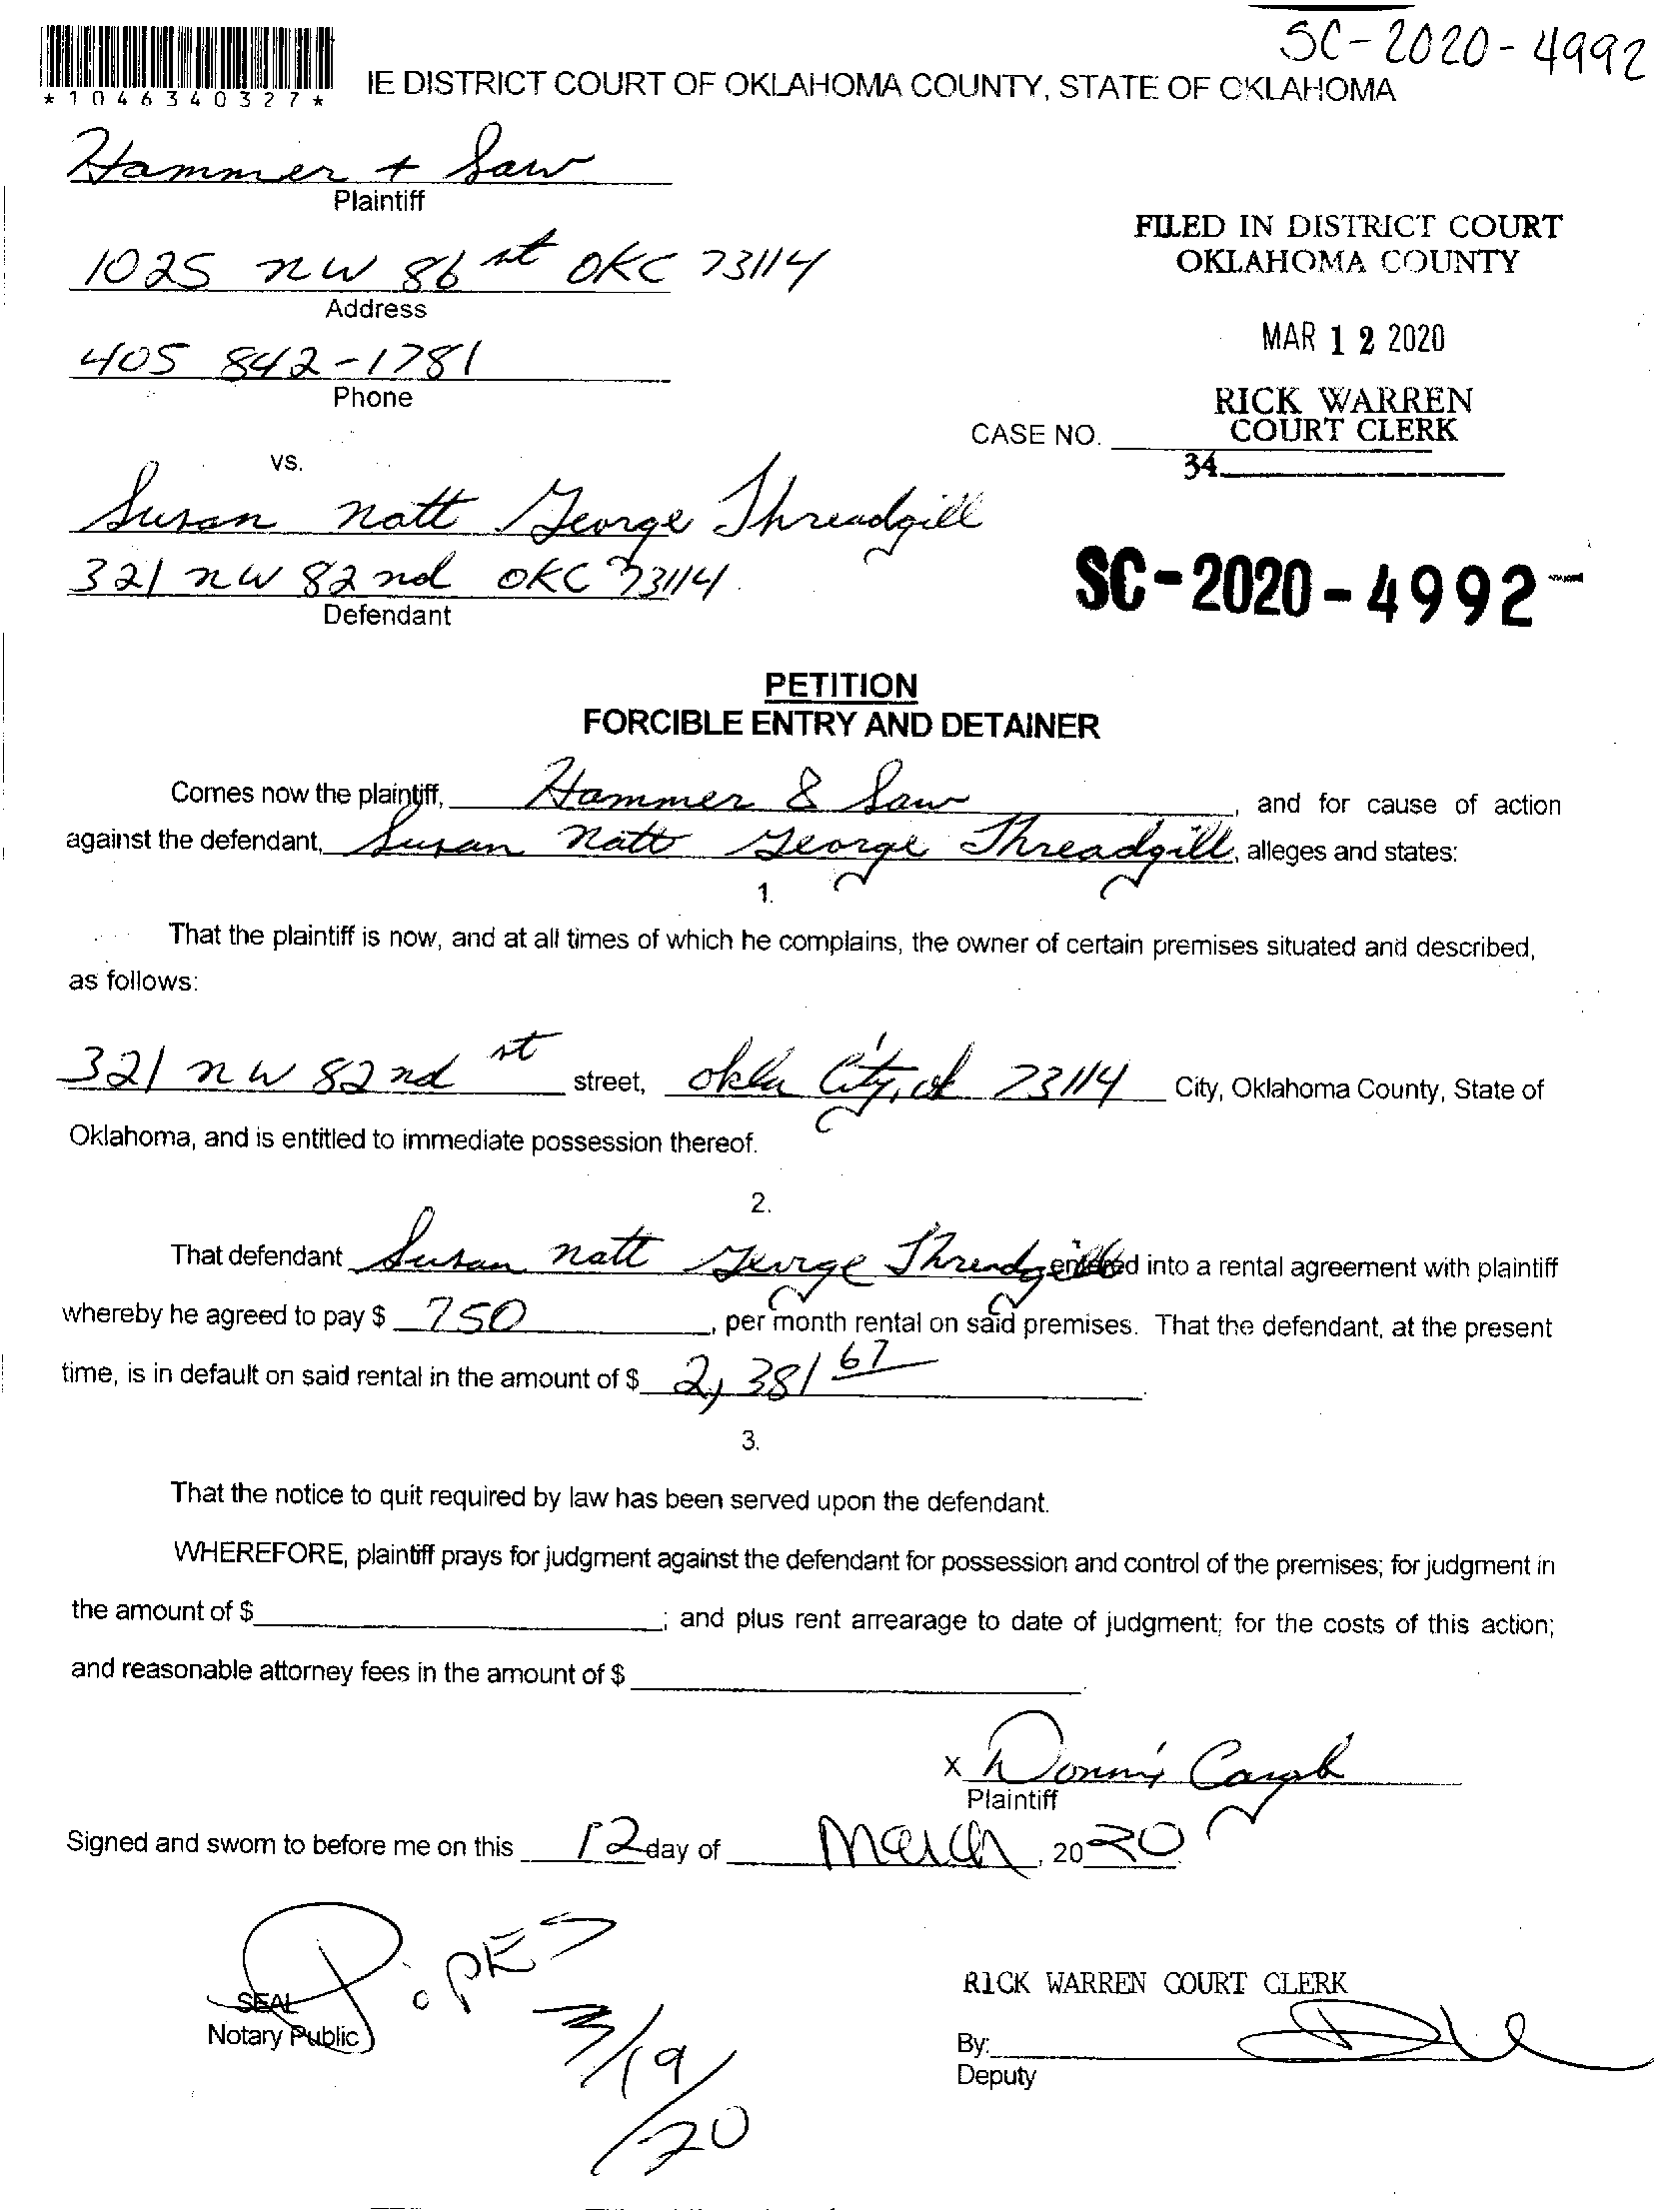 SC-2020-4992
*1046340327*
IE DISTRICT COURT OF OKLAHOMA COUNTY, STATE OF OKLAHOMA
Hammer + Saw
Plaintiff
1025 NW 86 st OKC 73114
Address
405 842-1781
Phone
FILED IN DISTRICT COURT
OKLAHOMA COUNTY
MAR 12 2020
RICK WARREN
COURT CLERK
CASE NO.
34
vs.
Susan Natt George Threadgill
321 NW 82nd OKC 73114
Defendant
SC-2020-4992
PETITION
FORCIBLE ENTRY AND DETAINER
Comes now the plaintiff, Hammer & Saw, and for cause of action
against the defendant, Susan Natt George Threadgill, alleges and states:
1.
That the plaintiff is now, and at all times of which he complains, the owner of certain premises situated and described,
as follows:
321 NW 82nd st street, Okla City, ok 73114 City, Oklahoma County, State of
Oklahoma, and is entitled to immediate possession thereof.
2.
That defendant Susan Natt George Threadgill entered into a rental agreement with plaintiff
whereby he agreed to pay $ 750, per month rental on said premises. That the defendant, at the present
time, is in default on said rental in the amount of $ 2,381 67.
3.
That the notice to quit required by law has been served upon the defendant.
WHEREFORE, plaintiff prays for judgment against the defendant for possession and control of the premises; for judgment in
the amount of $; and plus rent arrearage to date of judgment; for the costs of this action;
and reasonable attorney fees in the amount of $.
x
Plaintiff
Signed and sworn to before me on this 12 day of March, 2020
SEAL
Notary Public
3/19/20
RICK WARREN COURT CLERK
By:
Deputy